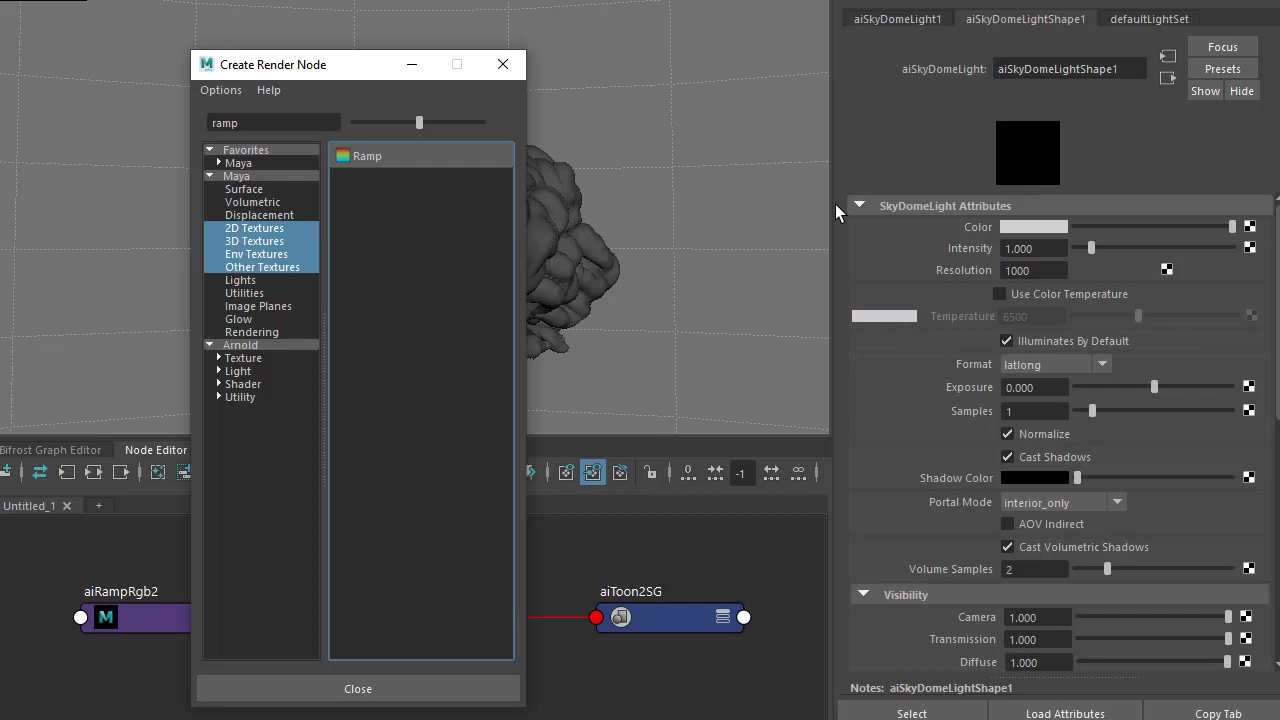 aiSkyDomeLight1
aiSkyDomeLightShape1
defaultLightSet
aiSkyDomeLight:
aiSkyDomeLightShape1
Focus
Presets
Show
Hide
Create Render Node
Options
Help
ramp
Favorites
Maya
Maya
Surface
Volumetric
Displacement
2D Textures
3D Textures
Env Textures
Other Textures
Lights
Utilities
Image Planes
Glow
Rendering
Arnold
Texture
Light
Shader
Utility
Ramp
Close
SkyDomeLight Attributes
Color
Intensity 1.000
Resolution 1000
Use Color Temperature
Temperature 6500
Illuminates By Default
Format latlong
Exposure 0.000
Samples 1
Normalize
Cast Shadows
Shadow Color
Portal Mode interior_only
AOV Indirect
Cast Volumetric Shadows
Volume Samples 2
Visibility
Camera 1.000
Transmission 1.000
Diffuse 1.000
Notes: aiSkyDomeLightShape1
Select
Load Attributes
Copy Tab
Bifrost Graph Editor
Node Editor
0
-1
∞
Untitled_1
+
aiRampRgb2
M
aiToon2SG